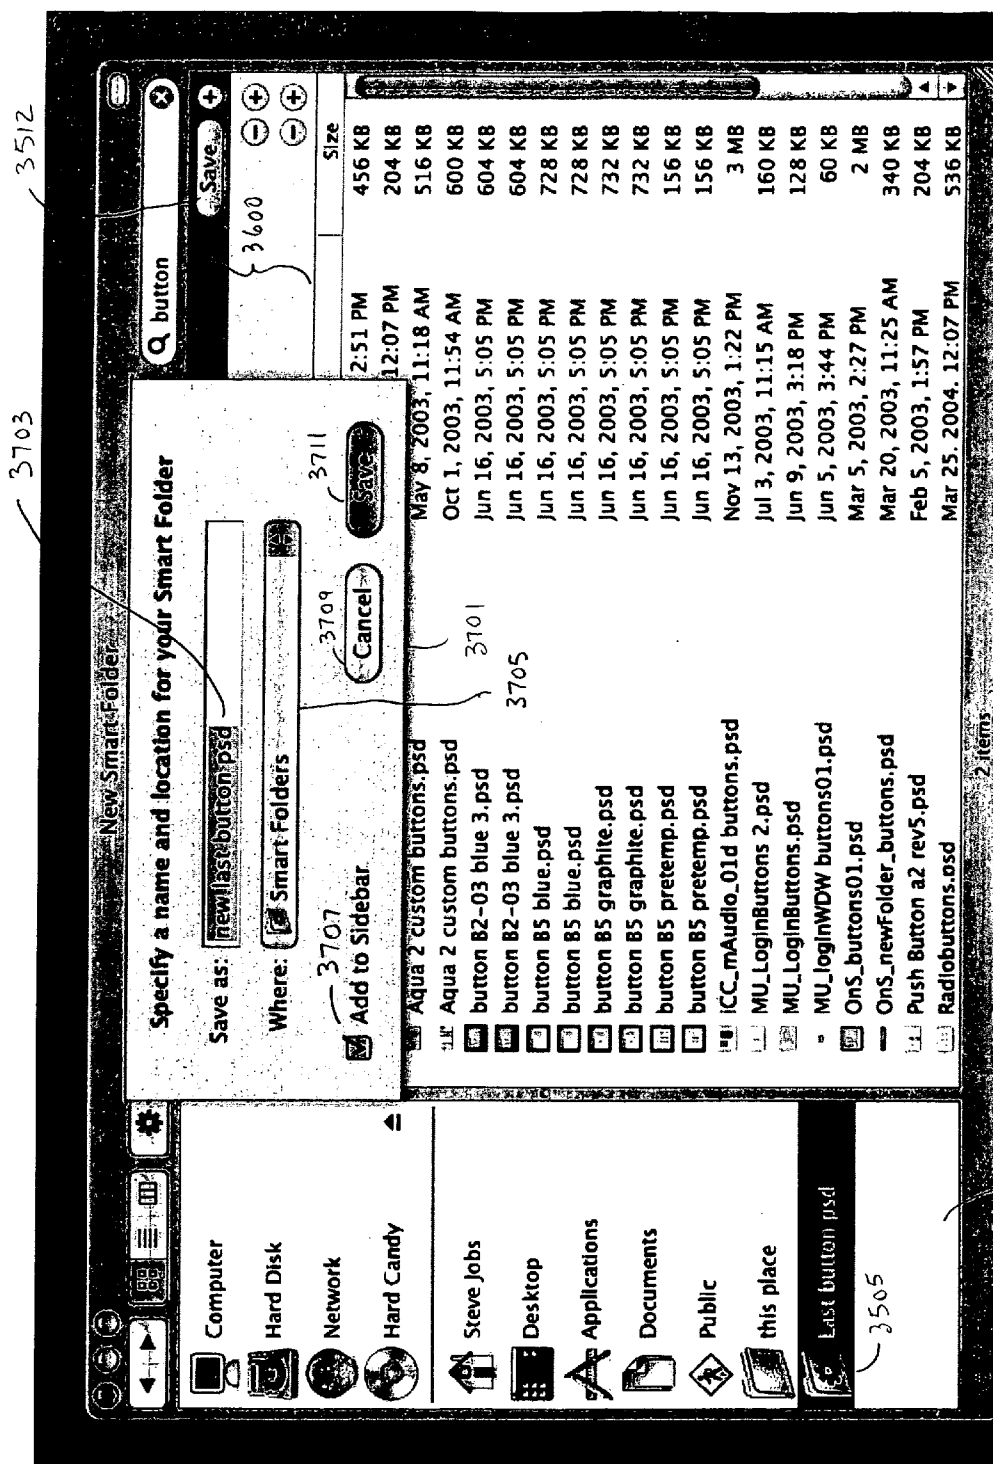 3703
3512
New Smart Folder
button
Save
3600
Size
Specify a name and location for your Smart Folder
Save as: new last button.psd
Where: Smart Folders
3707
Add to Sidebar
3709
Cancel
3711
Save
3701
3705
Computer
Hard Disk
Network
Hard Candy
Steve Jobs
Desktop
Applications
Documents
Public
this place
Last button psd
3505
2:51 PM 456 KB
12:07 PM 204 KB
Aqua 2 custom buttons.psd May 8, 2003, 11:18 AM 516 KB
Aqua 2 custom buttons.psd Oct 1, 2003, 11:54 AM 600 KB
button B2-03 blue 3.psd Jun 16, 2003, 5:05 PM 604 KB
button B2-03 blue 3.psd Jun 16, 2003, 5:05 PM 604 KB
button B5 blue.psd Jun 16, 2003, 5:05 PM 728 KB
button B5 blue.psd Jun 16, 2003, 5:05 PM 728 KB
button B5 graphite.psd Jun 16, 2003, 5:05 PM 732 KB
button B5 graphite.psd Jun 16, 2003, 5:05 PM 732 KB
button B5 pretemp.psd Jun 16, 2003, 5:05 PM 156 KB
button B5 pretemp.psd Jun 16, 2003, 5:05 PM 156 KB
iCC_mAudio_01d buttons.psd Nov 13, 2003, 1:22 PM 3 MB
MU_LoginButtons 2.psd Jul 3, 2003, 11:15 AM 160 KB
MU_LoginButtons.psd Jun 9, 2003, 3:18 PM 128 KB
MU_loginWDW buttons01.psd Jun 5, 2003, 3:44 PM 60 KB
OnS_buttons01.psd Mar 5, 2003, 2:27 PM 2 MB
OnS_newFolder_buttons.psd Mar 20, 2003, 11:25 AM 340 KB
Push Button a2 rev5.psd Feb 5, 2003, 1:57 PM 204 KB
Radiobuttons.psd Mar 25, 2004, 12:07 PM 536 KB
2 items